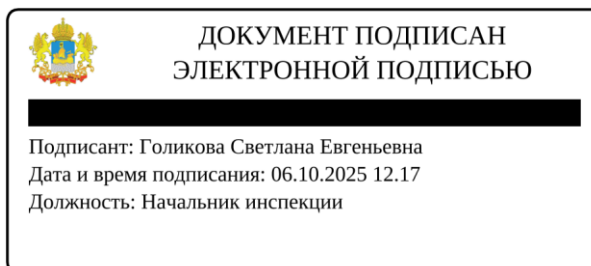 ДОКУМЕНТ ПОДПИСАН
ЭЛЕКТРОННОЙ ПОДПИСЬЮ
Подписант: Голикова Светлана Евгеньевна
Дата и время подписания: 06.10.2025 12.17
Должность: Начальник инспекции